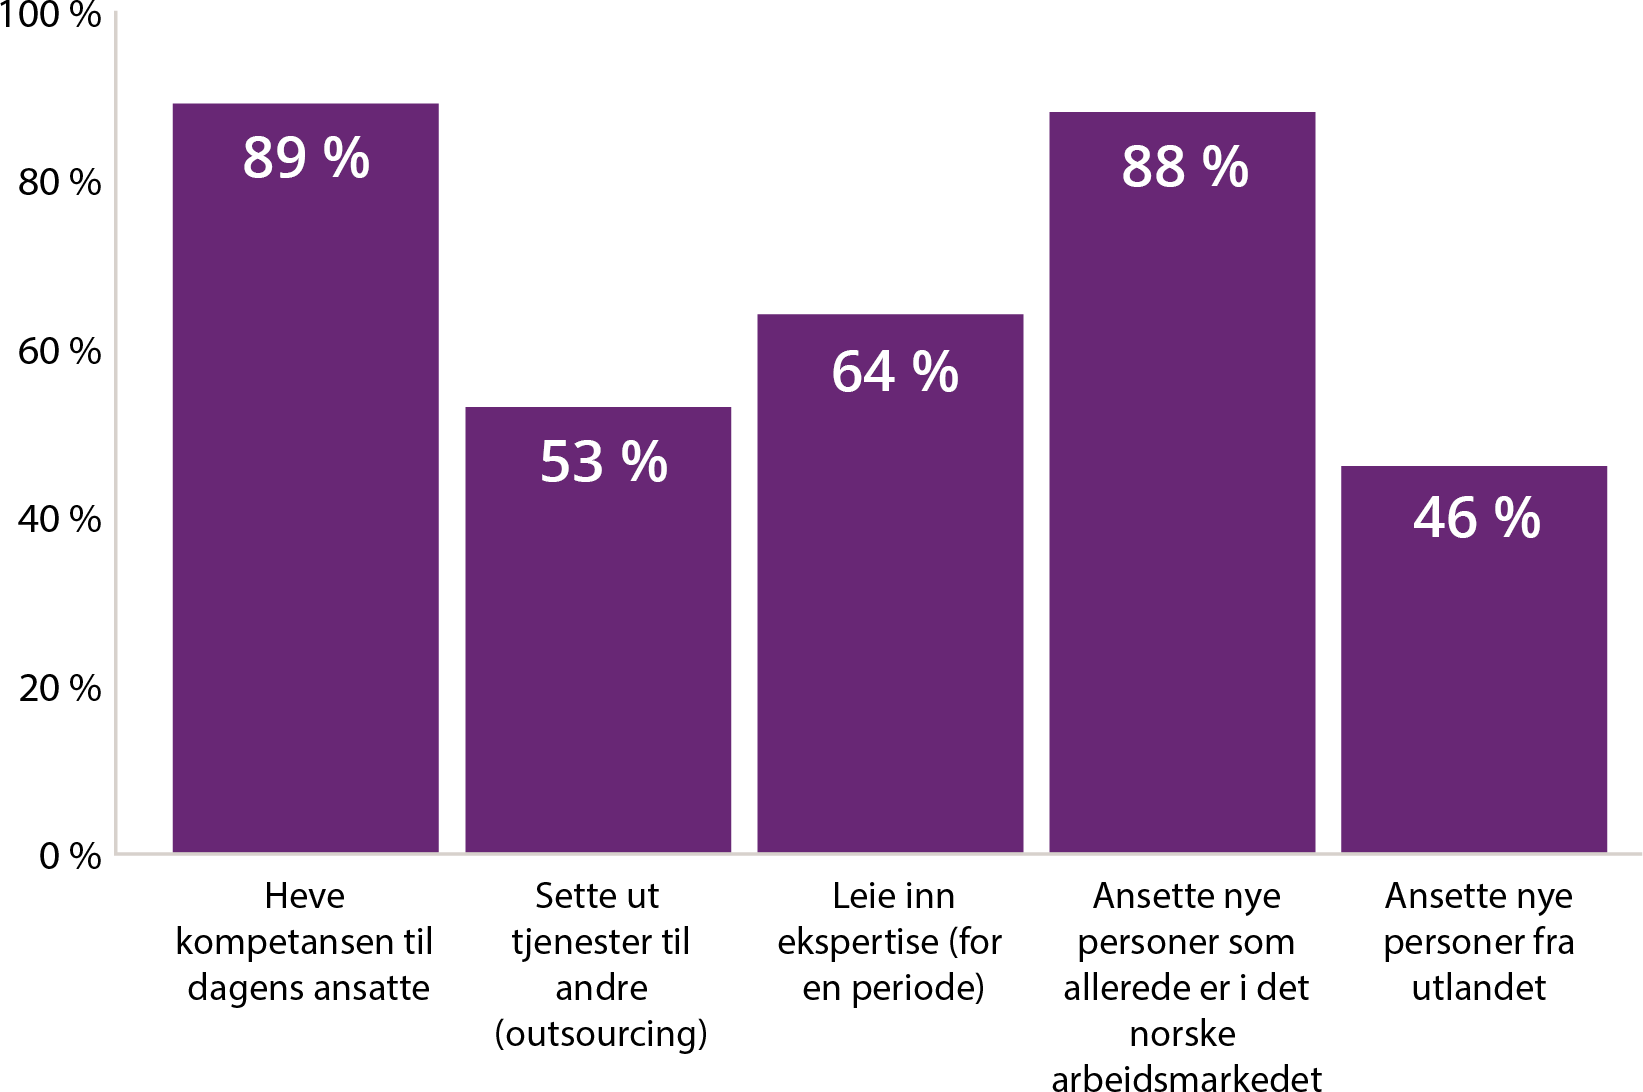 100 %
80 %
60 %
40 %
20 %
0 %
89 %
53 %
64 %
88 %
46 %
Heve
kompetansen til
dagens ansatte
Sette ut
tjenester til
andre
(outsourcing)
Leie inn
ekspertise (for
en periode)
Ansette nye
personer som
allerede er i det
norske
arbeidsmarkedet
Ansette nye
personer fra
utlandet